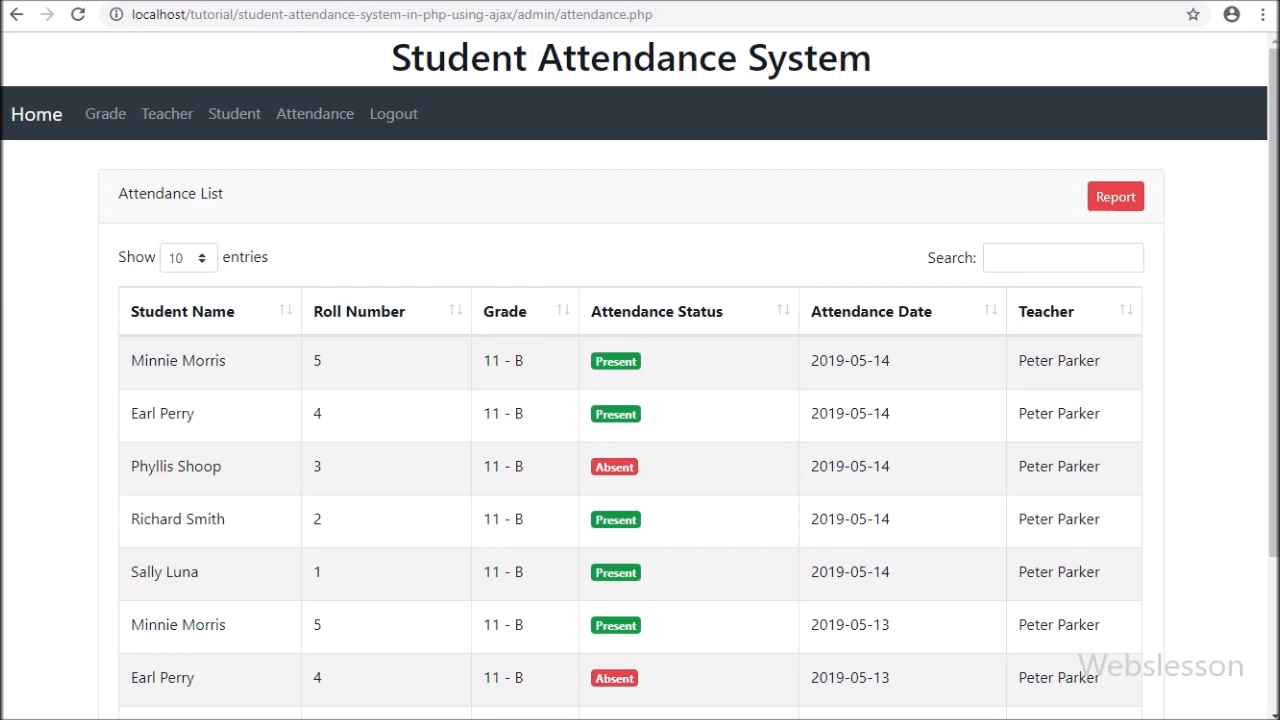 localhost/tutorial/student-attendance-system-in-php-using-ajax/admin/attendance.php
Student Attendance System
Home Grade Teacher Student Attendance Logout
Attendance List Report
Show 10 entries Search:
Student Name Roll Number Grade Attendance Status Attendance Date Teacher
Minnie Morris 5 11 - B Present 2019-05-14 Peter Parker
Earl Perry 4 11 - B Present 2019-05-14 Peter Parker
Phyllis Shoop 3 11 - B Absent 2019-05-14 Peter Parker
Richard Smith 2 11 - B Present 2019-05-14 Peter Parker
Sally Luna 1 11 - B Present 2019-05-14 Peter Parker
Minnie Morris 5 11 - B Present 2019-05-13 Peter Parker
Earl Perry 4 11 - B Absent 2019-05-13 Peter Parker
Webslesson